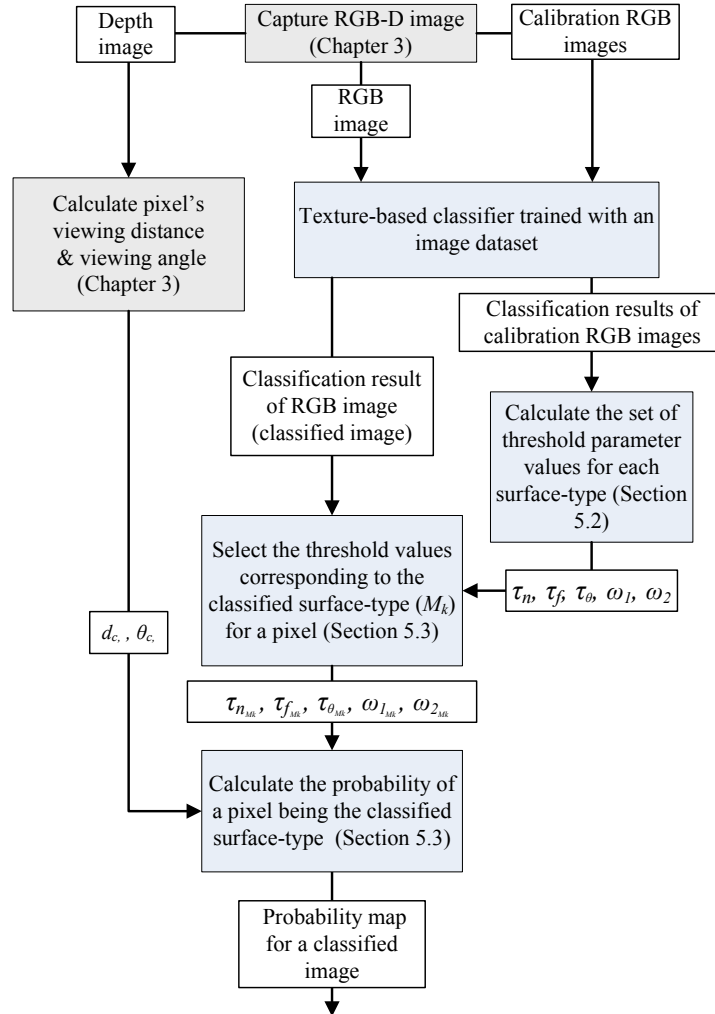 Depth
image
Capture RGB-D image
(Chapter 3)
Calibration RGB
images
RGB
image
Calculate pixel's
viewing distance
& viewing angle
(Chapter 3)
Texture-based classifier trained with an
image dataset
Classification results of
calibration RGB images
Classification result
of RGB image
(classified image)
Calculate the set of
threshold parameter
values for each
surface-type (Section
5.2)
Select the threshold values
corresponding to the
classified surface-type (Mk)
for a pixel (Section 5.3)
τn, τf, τθ, ω1, ω2
dc, , θc,
τnMk, τfMk, τθMk, ω1Mk, ω2Mk
Calculate the probability of
a pixel being the classified
surface-type (Section 5.3)
Probability map
for a classified
image